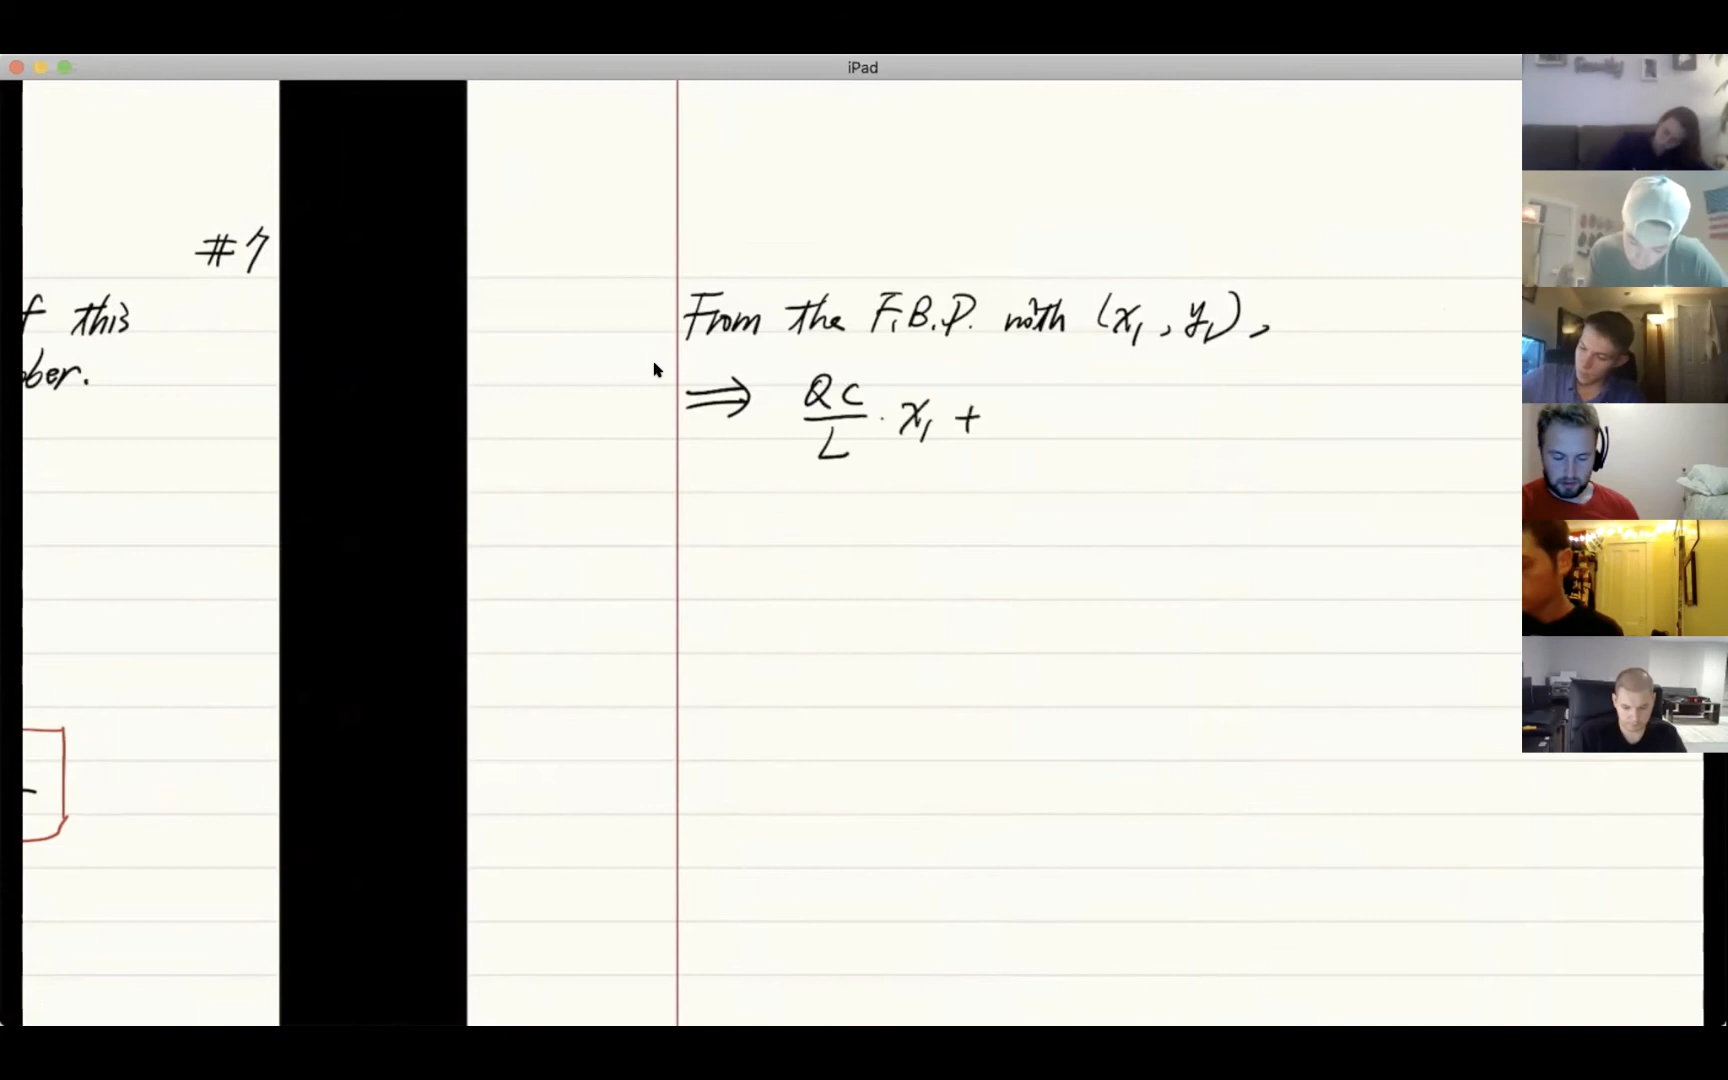 iPad
#7
f this
ber.
From the F.B.D. with (x₁, y₁),
⇒ QC/L · x₁ +